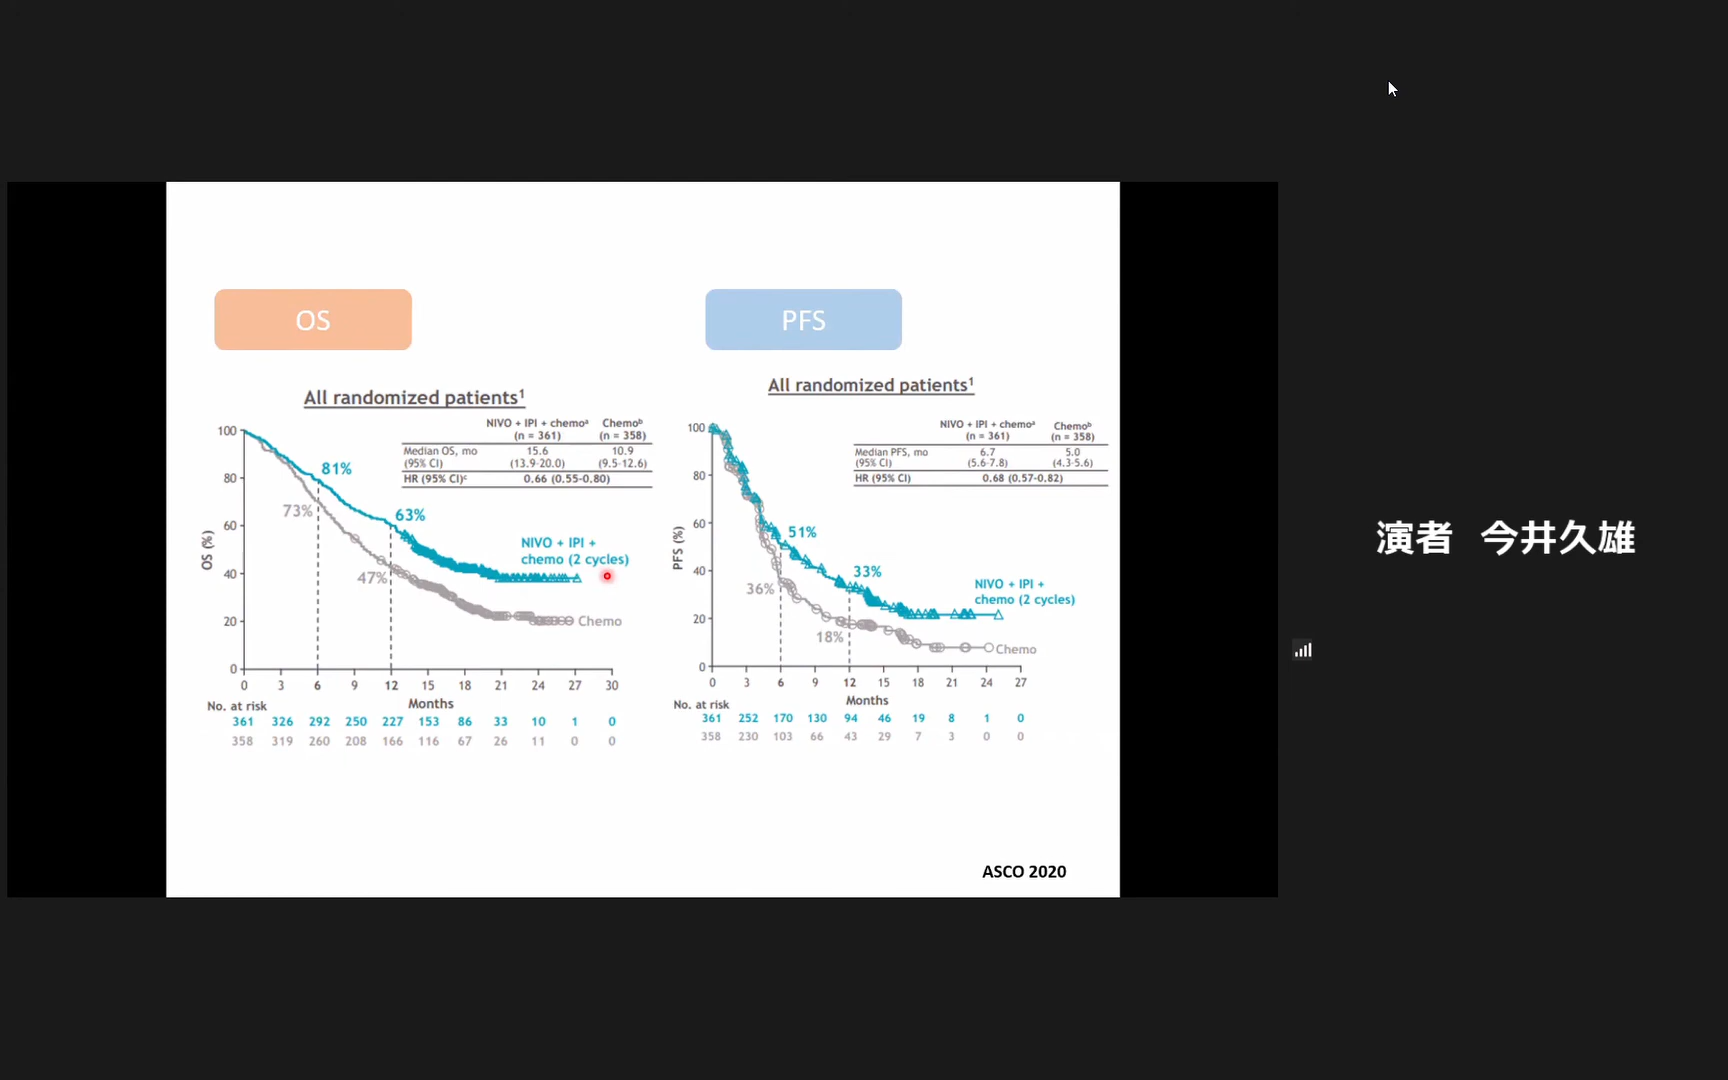 OS
All randomized patients¹
NIVO + IPI + chemoᵃ Chemoᵇ
(n = 361) (n = 358)
Median OS, mo 15.6 10.9
(95% CI) (13.9-20.0) (9.5-12.6)
HR (95% CI)ᶜ 0.66 (0.55-0.80)
OS (%)
100
80
60
40
20
0
81%
73%
63%
47%
NIVO + IPI +
chemo (2 cycles)
Chemo
0 3 6 9 12 15 18 21 24 27 30
Months
No. at risk
361 326 292 250 227 153 86 33 10 1 0
358 319 260 208 166 116 67 26 11 0 0
PFS
All randomized patients¹
NIVO + IPI + chemoᵃ Chemoᵇ
(n = 361) (n = 358)
Median PFS, mo 6.7 5.0
(95% CI) (5.6-7.8) (4.3-5.6)
HR (95% CI) 0.68 (0.57-0.82)
PFS (%)
100
80
60
40
20
0
51%
36%
33%
18%
NIVO + IPI +
chemo (2 cycles)
Chemo
0 3 6 9 12 15 18 21 24 27
Months
No. at risk
361 252 170 130 94 46 19 8 1 0
358 230 103 66 43 29 7 3 0 0
ASCO 2020
演者 今井久雄